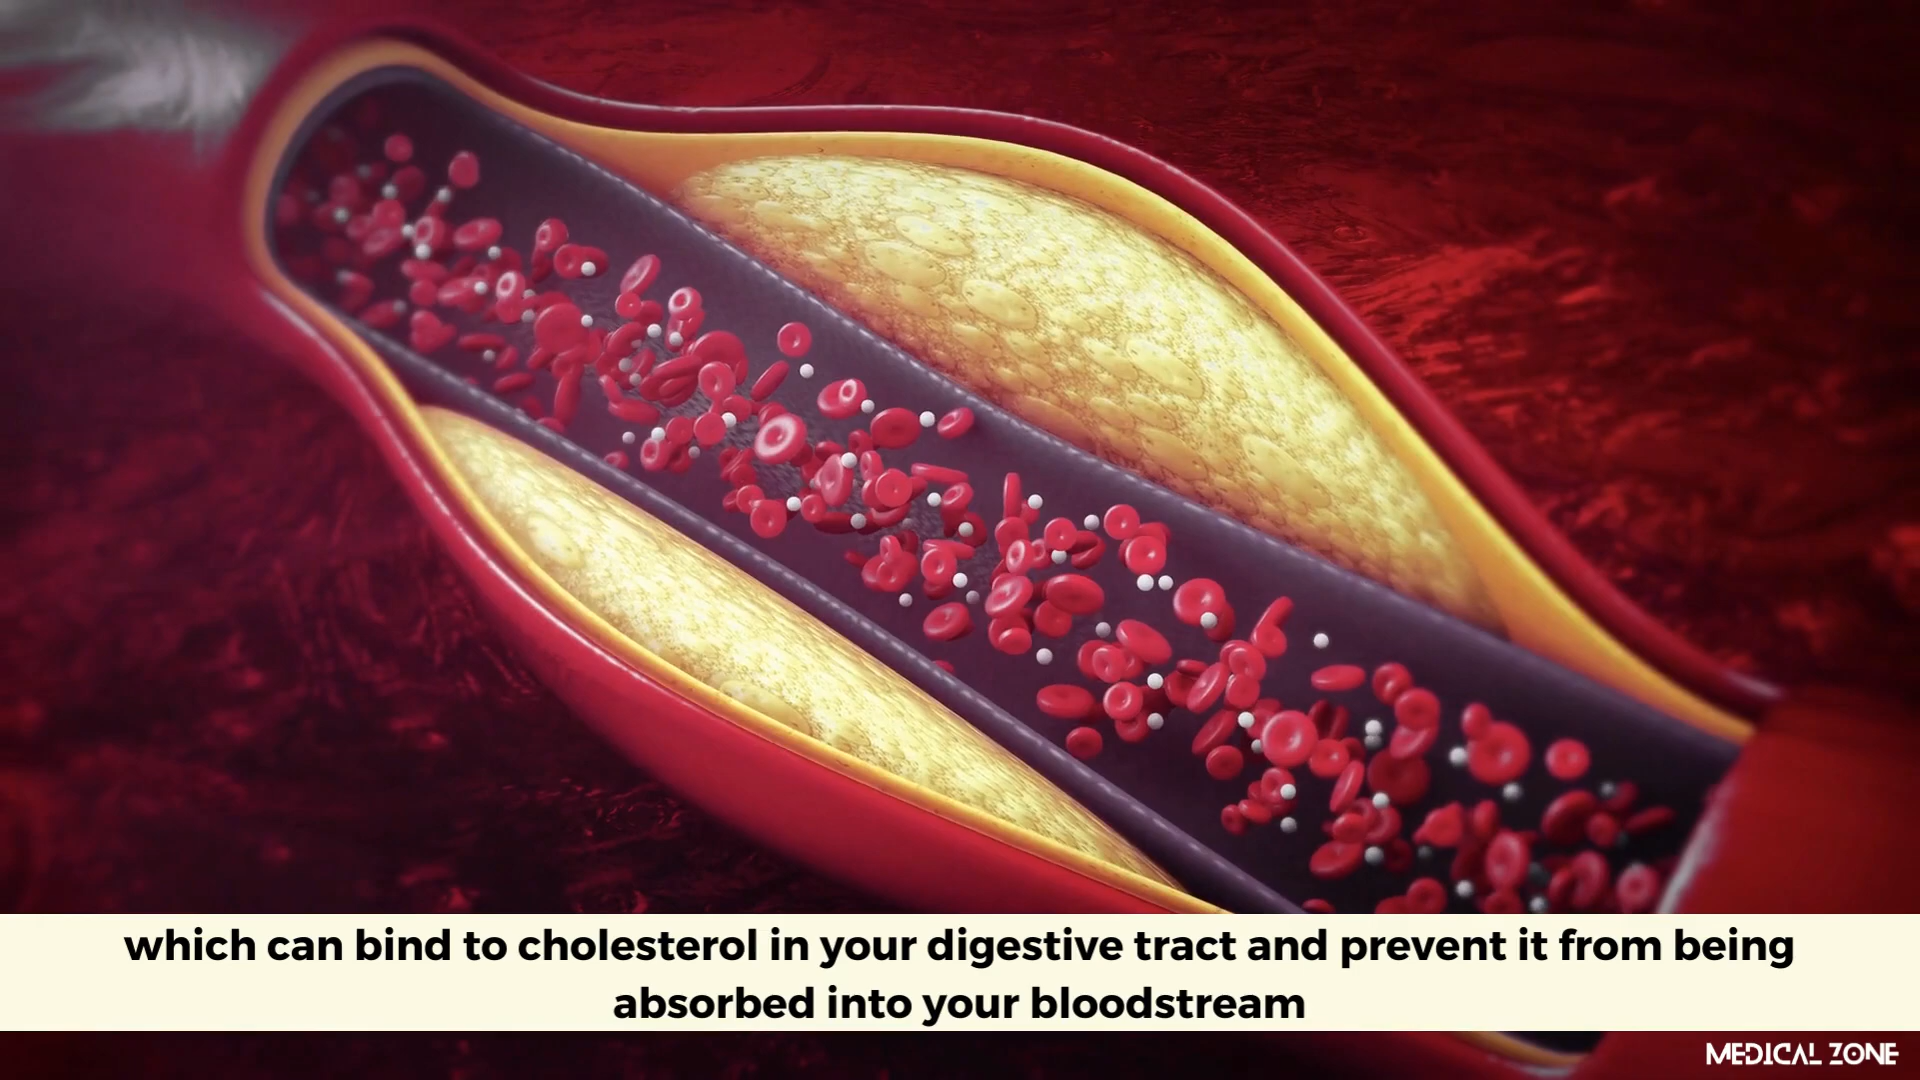 which can bind to cholesterol in your digestive tract and prevent it from being
absorbed into your bloodstream
MEDICAL ZONE